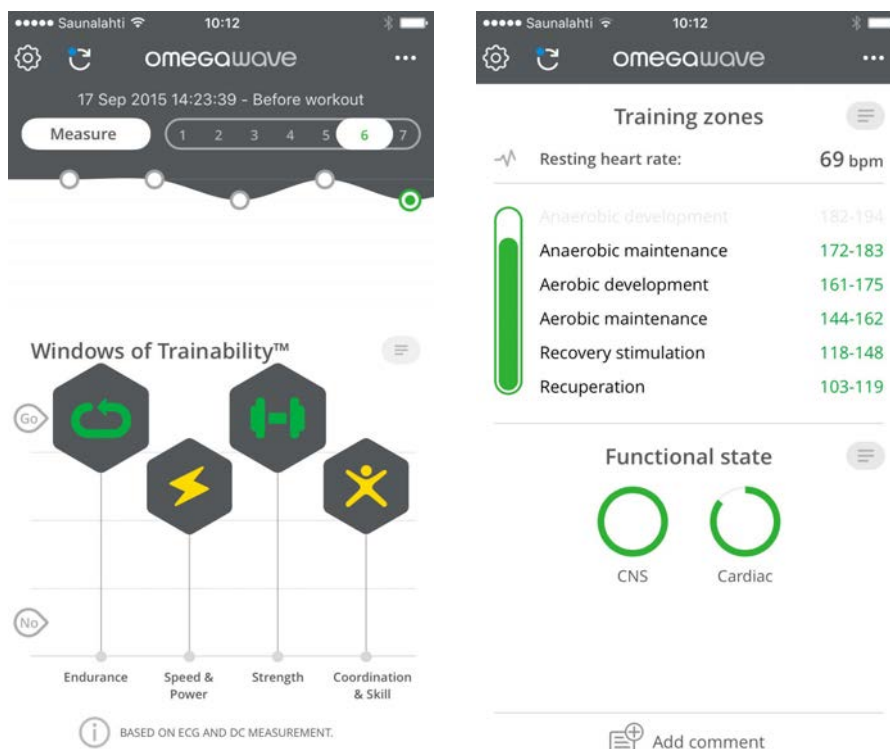 Saunalahti 10:12
omegawave
17 Sep 2015 14:23:39 - Before workout
Measure 1 2 3 4 5 6 7
Windows of Trainability™
Go
No
Endurance
Speed &
Power
Strength
Coordination
& Skill
BASED ON ECG AND DC MEASUREMENT.
Saunalahti 10:12
omegawave
Training zones
Resting heart rate: 69 bpm
Anaerobic development 182-194
Anaerobic maintenance 172-183
Aerobic development 161-175
Aerobic maintenance 144-162
Recovery stimulation 118-148
Recuperation 103-119
Functional state
CNS Cardiac
Add comment